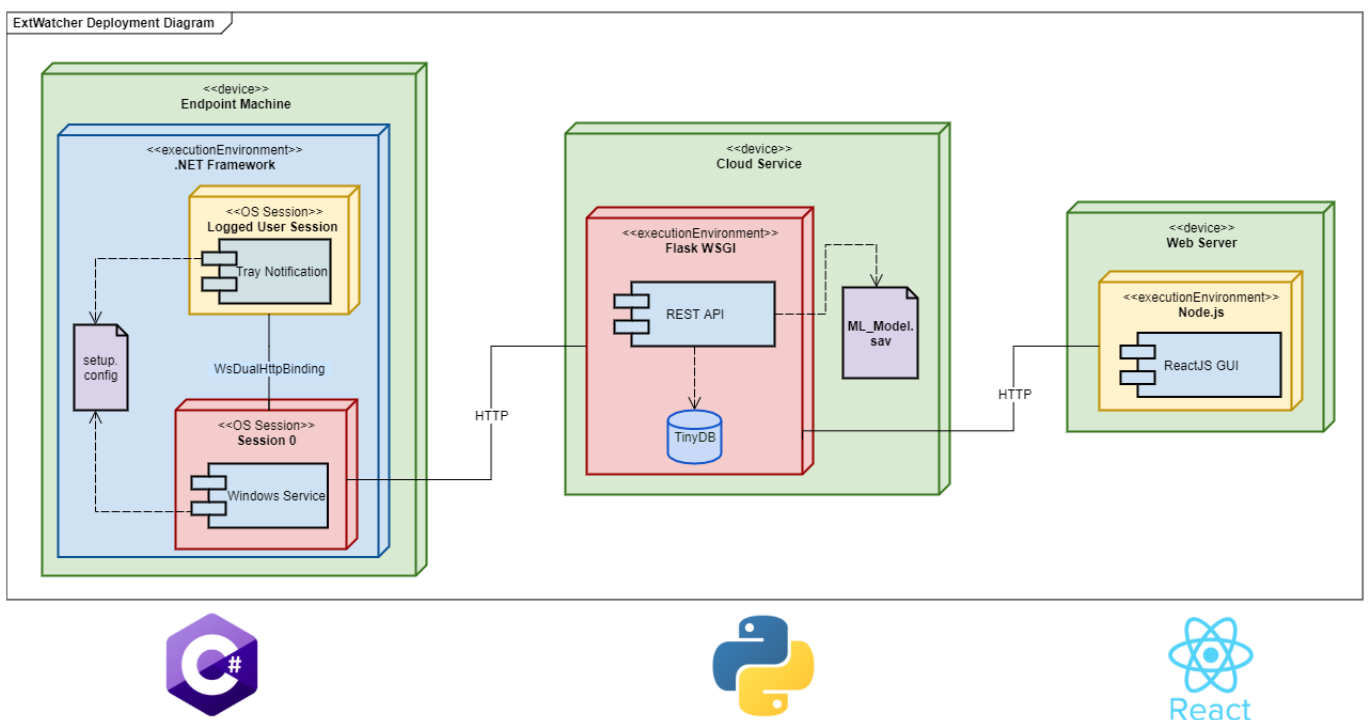 ExtWatcher Deployment Diagram
<<device>>
Endpoint Machine
<<executionEnvironment>>
.NET Framework
<<OS Session>>
Logged User Session
Tray Notification
setup.
config
WsDualHttpBinding
<<OS Session>>
Session 0
Windows Service
HTTP
<<device>>
Cloud Service
<<executionEnvironment>>
Flask WSGI
REST API
ML_Model.
sav
TinyDB
HTTP
<<device>>
Web Server
<<executionEnvironment>>
Node.js
ReactJS GUI
C#
React